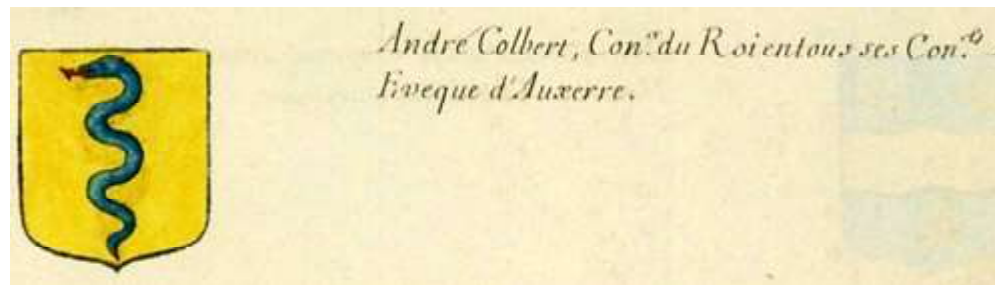 André Colbert, Con.er du Roi en tous ses Con.ls
Eveque d'Auxerre.